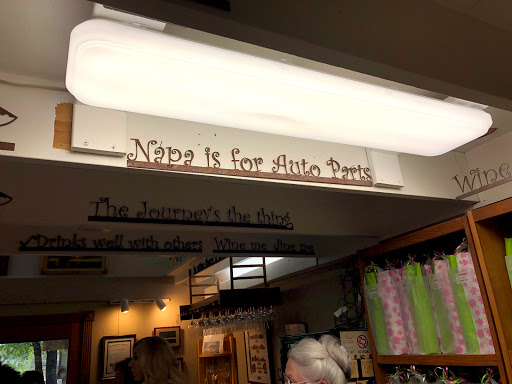 Napa is for Auto Parts
Wine
The Journey's the thing
Drinks well with others
Wine me dine me